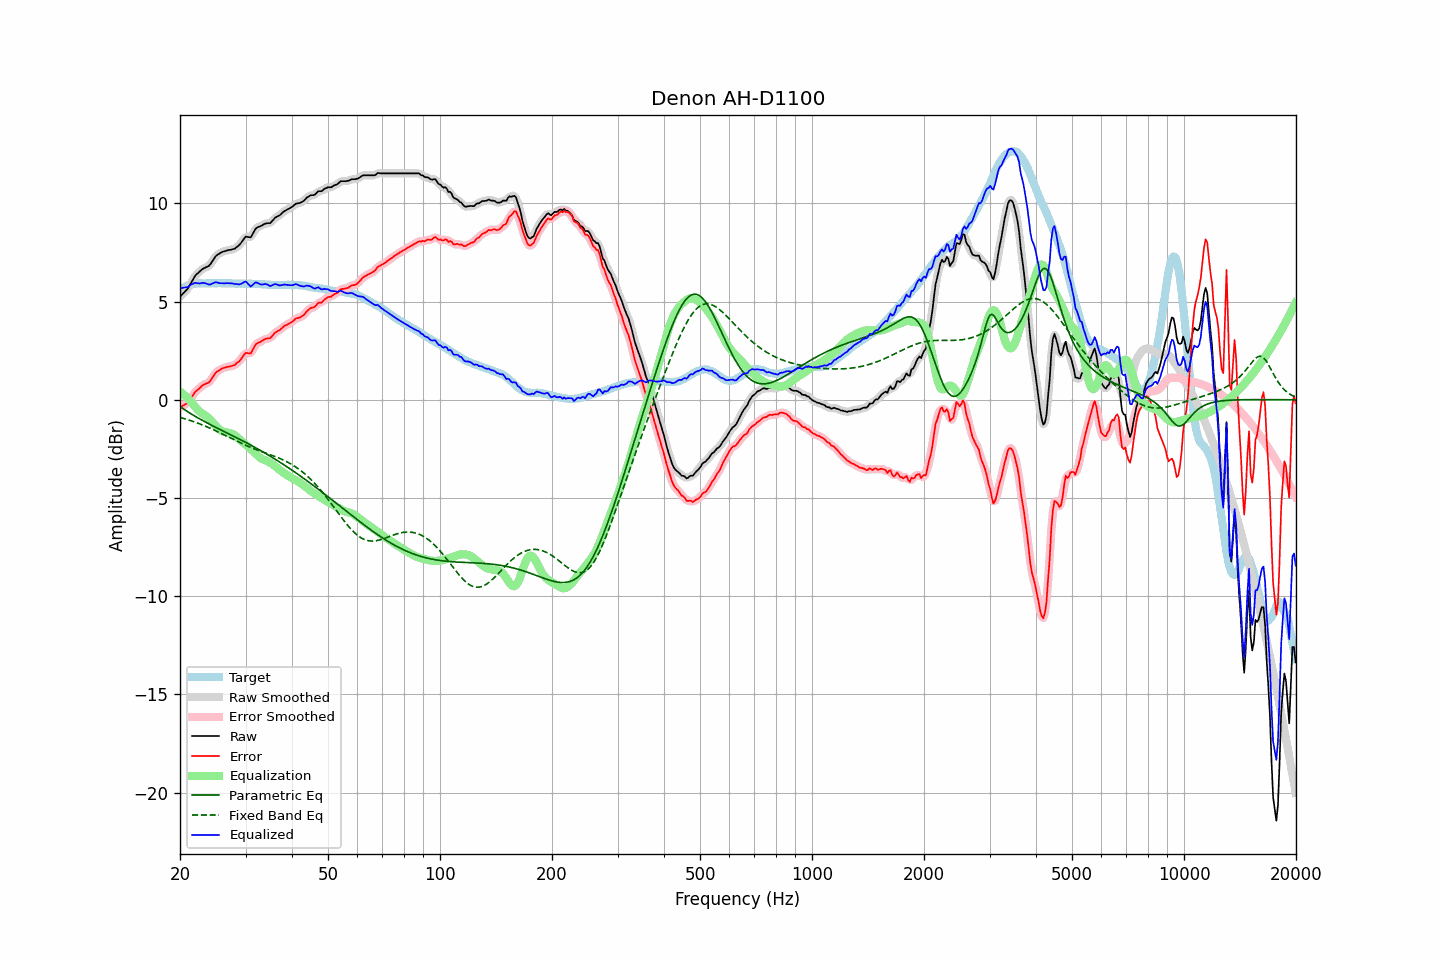 Denon AH-D1100
Amplitude (dBr)
10
5
0
−5
−10
−15
−20
Target
Raw Smoothed
Error Smoothed
Raw
Error
Equalization
Parametric Eq
Fixed Band Eq
Equalized
20 50 100 200 500 1000 2000 5000 10000 20000
Frequency (Hz)